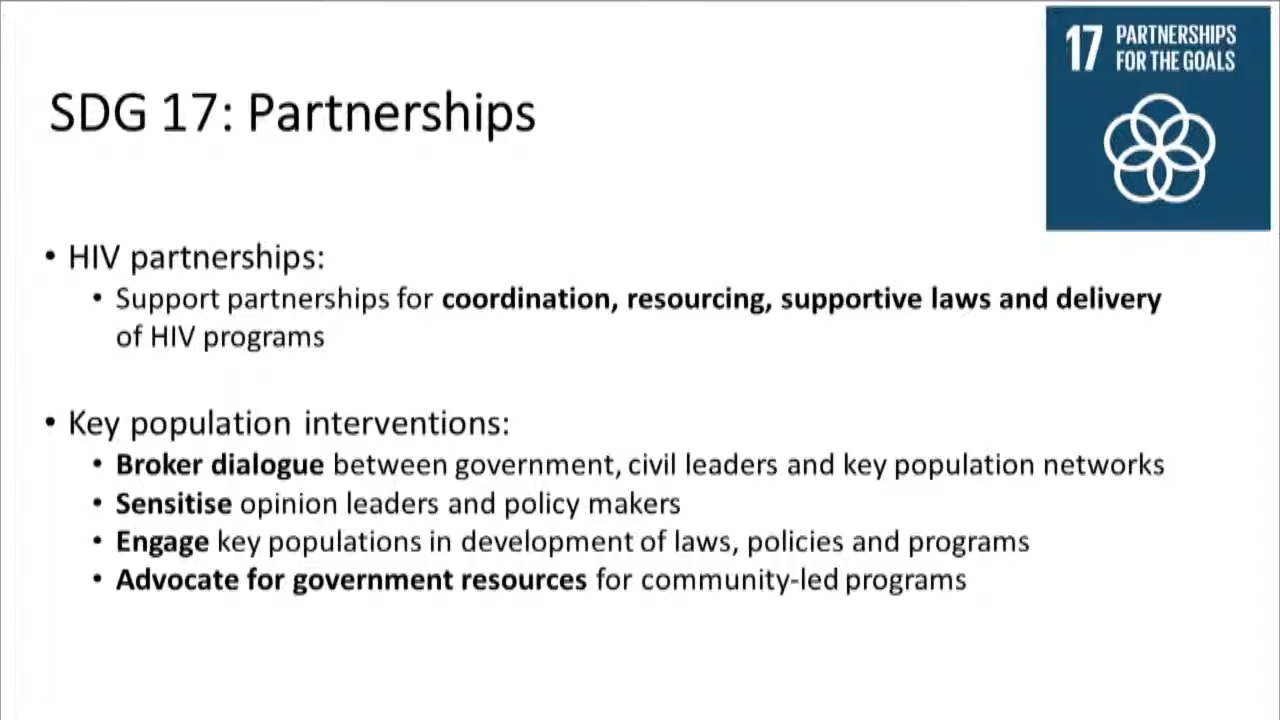 17 PARTNERSHIPS
FOR THE GOALS
SDG 17: Partnerships
• HIV partnerships:
• Support partnerships for coordination, resourcing, supportive laws and delivery
of HIV programs
• Key population interventions:
• Broker dialogue between government, civil leaders and key population networks
• Sensitise opinion leaders and policy makers
• Engage key populations in development of laws, policies and programs
• Advocate for government resources for community-led programs